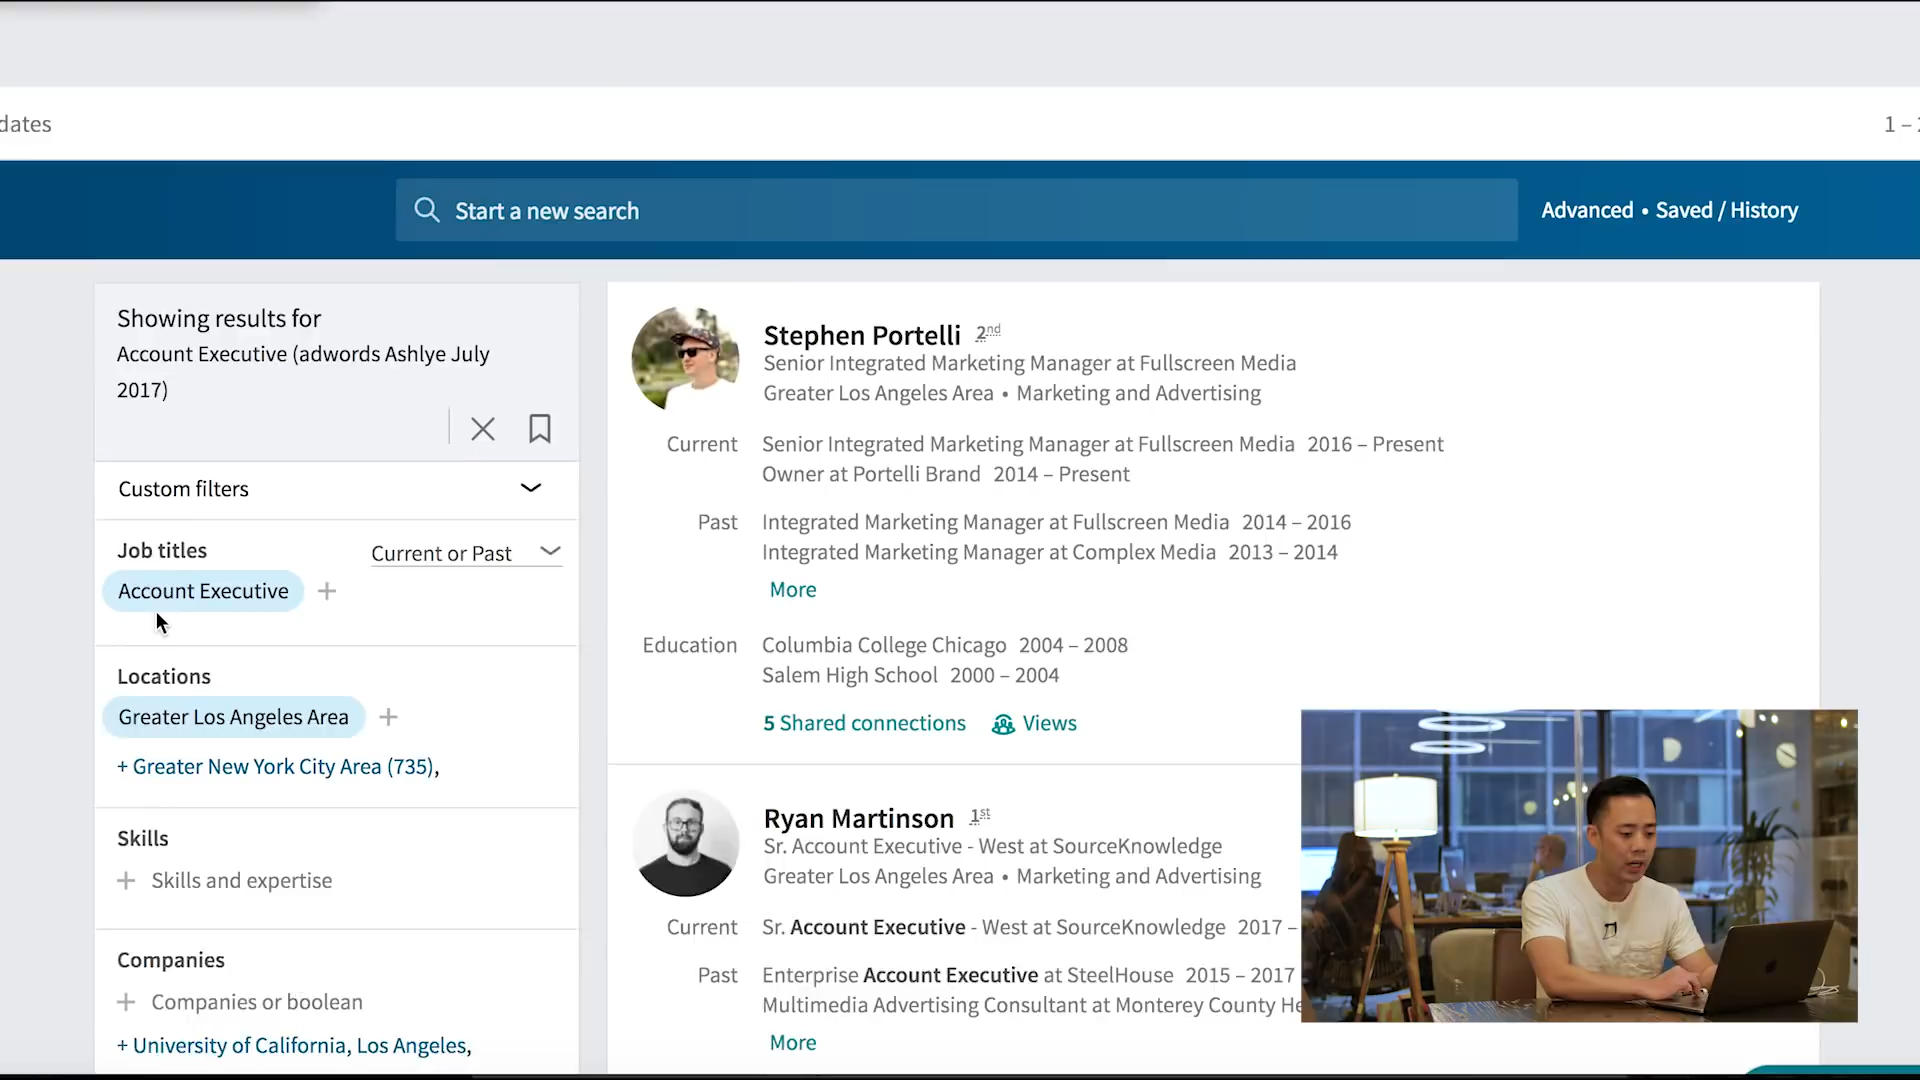 dates
1 –
Start a new search
Advanced • Saved / History
Showing results for
Account Executive (adwords Ashlye July
2017)
Custom filters
Job titles
Current or Past
Account Executive +
Locations
Greater Los Angeles Area +
+ Greater New York City Area (735),
Skills
+ Skills and expertise
Companies
+ Companies or boolean
+ University of California, Los Angeles,
Stephen Portelli 2nd
Senior Integrated Marketing Manager at Fullscreen Media
Greater Los Angeles Area • Marketing and Advertising
Current Senior Integrated Marketing Manager at Fullscreen Media 2016 – Present
Owner at Portelli Brand 2014 – Present
Past Integrated Marketing Manager at Fullscreen Media 2014 – 2016
Integrated Marketing Manager at Complex Media 2013 – 2014
More
Education Columbia College Chicago 2004 – 2008
Salem High School 2000 – 2004
5 Shared connections Views
Ryan Martinson 1st
Sr. Account Executive - West at SourceKnowledge
Greater Los Angeles Area • Marketing and Advertising
Current Sr. Account Executive - West at SourceKnowledge 2017 –
Past Enterprise Account Executive at SteelHouse 2015 – 2017
Multimedia Advertising Consultant at Monterey County He
More